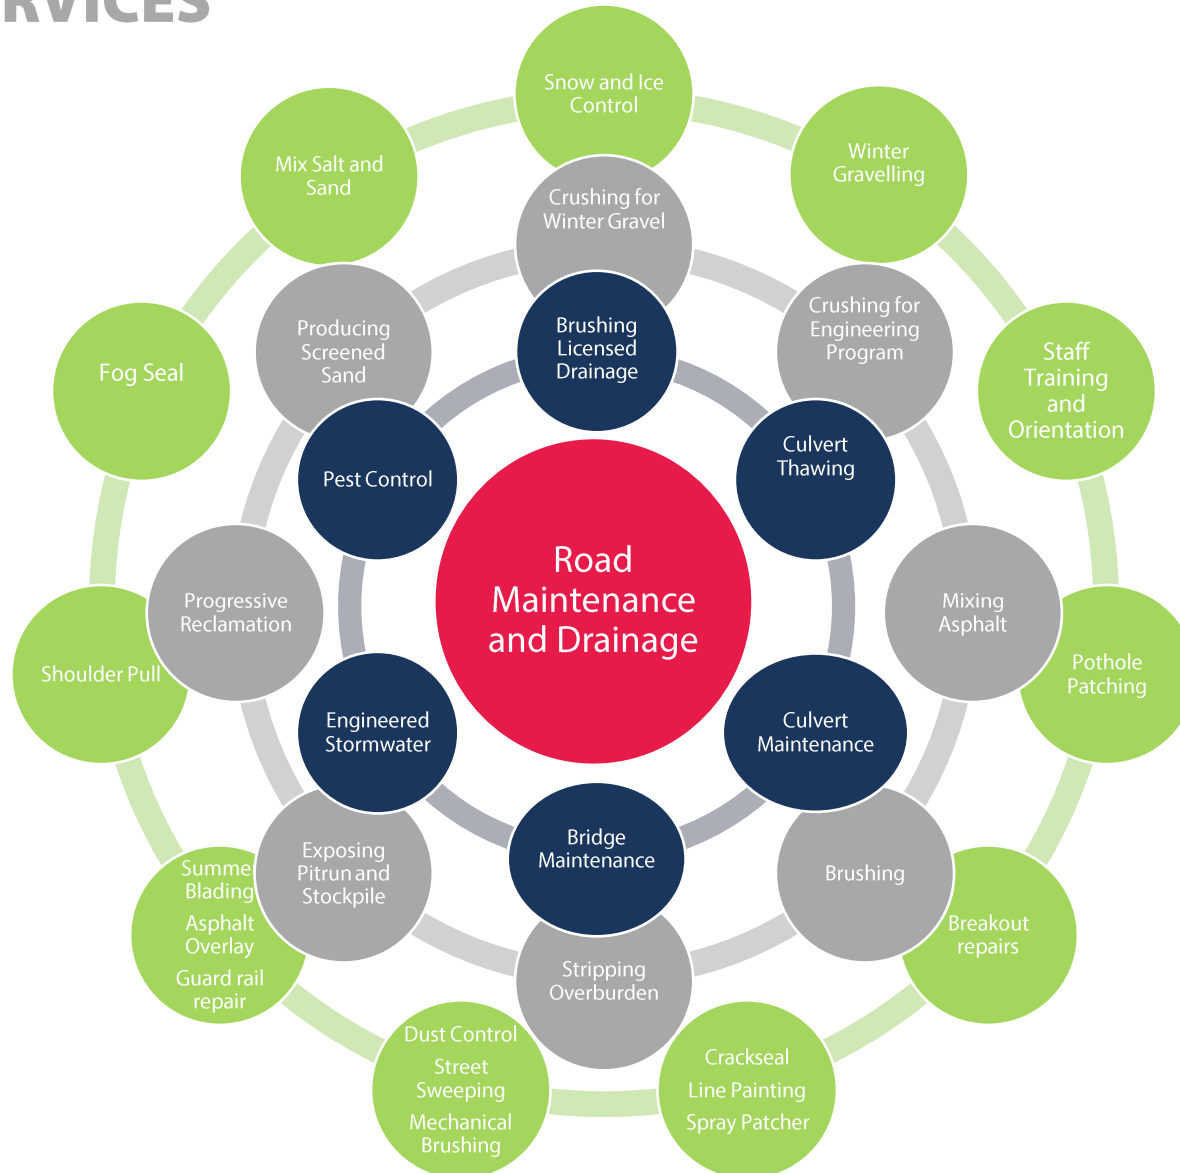 RVICES
Snow and Ice
Control
Winter
Gravelling
Staff
Training
and
Orientation
Pothole
Patching
Breakout
repairs
Crackseal
Line Painting
Spray Patcher
Dust Control
Street
Sweeping
Mechanical
Brushing
Summer
Blading
Asphalt
Overlay
Guard rail
repair
Shoulder Pull
Fog Seal
Mix Salt and
Sand
Crushing for
Winter Gravel
Crushing for
Engineering
Program
Mixing
Asphalt
Brushing
Stripping
Overburden
Exposing
Pitrun and
Stockpile
Progressive
Reclamation
Producing
Screened
Sand
Brushing
Licensed
Drainage
Culvert
Thawing
Culvert
Maintenance
Bridge
Maintenance
Engineered
Stormwater
Pest Control
Road
Maintenance
and Drainage